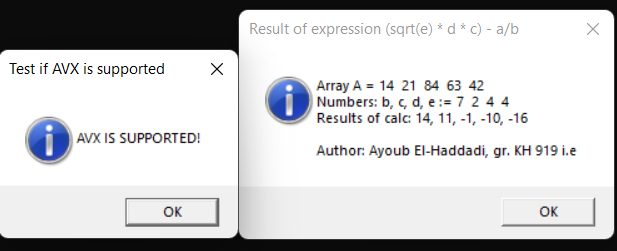 Test if AVX is supported
AVX IS SUPPORTED!
OK
Result of expression (sqrt(e) * d * c) - a/b
Array A = 14 21 84 63 42
Numbers: b, c, d, e := 7 2 4 4
Results of calc: 14, 11, -1, -10, -16
Author: Ayoub El-Haddadi, gr. KH 919 i.e
OK